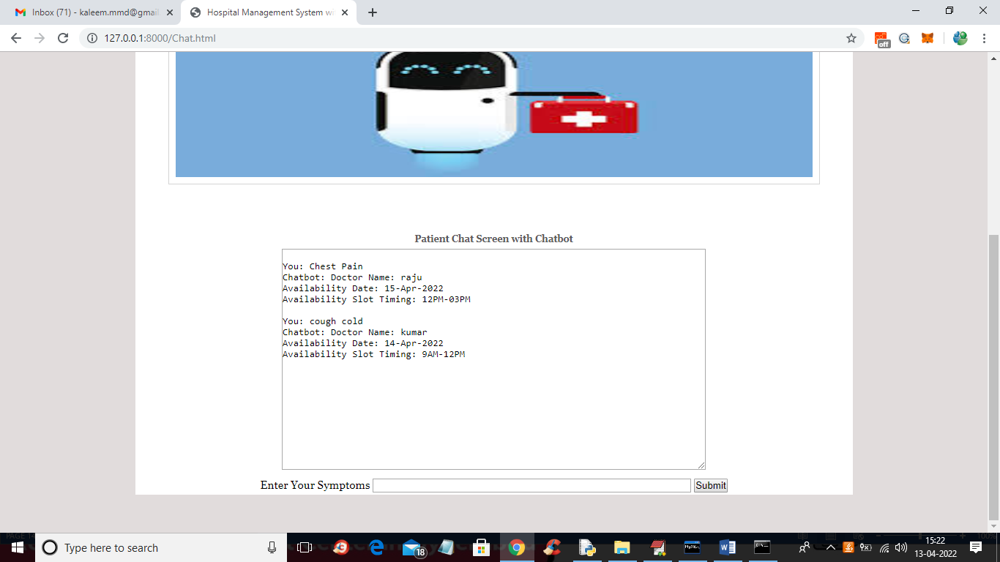 Inbox (71) - kaleem.mmd@gmail
Hospital Management System wi
127.0.0.1:8000/Chat.html
off
Patient Chat Screen with Chatbot
You: Chest Pain
Chatbot: Doctor Name: raju
Availability Date: 15-Apr-2022
Availability Slot Timing: 12PM-03PM
You: cough cold
Chatbot: Doctor Name: kumar
Availability Date: 14-Apr-2022
Availability Slot Timing: 9AM-12PM
Enter Your Symptoms
Submit
Type here to search
18
15:22
13-04-2022